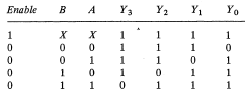 Enable B A Y₃ Y₂ Y₁ Y₀
1 X X 1 1 1 1
0 0 0 1 1 1 0
0 0 1 1 1 0 1
0 1 0 1 0 1 1
0 1 1 0 1 1 1